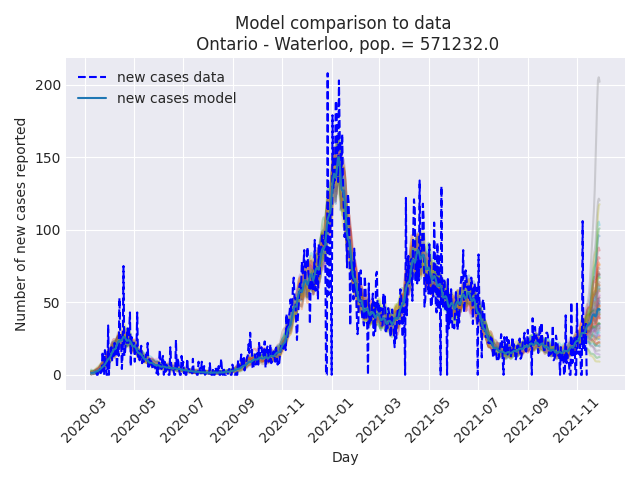 Model comparison to data
Ontario - Waterloo, pop. = 571232.0
new cases data
new cases model
Number of new cases reported
200
150
100
50
0
2020-03
2020-05
2020-07
2020-09
2020-11
2021-01
2021-03
2021-05
2021-07
2021-09
2021-11
Day